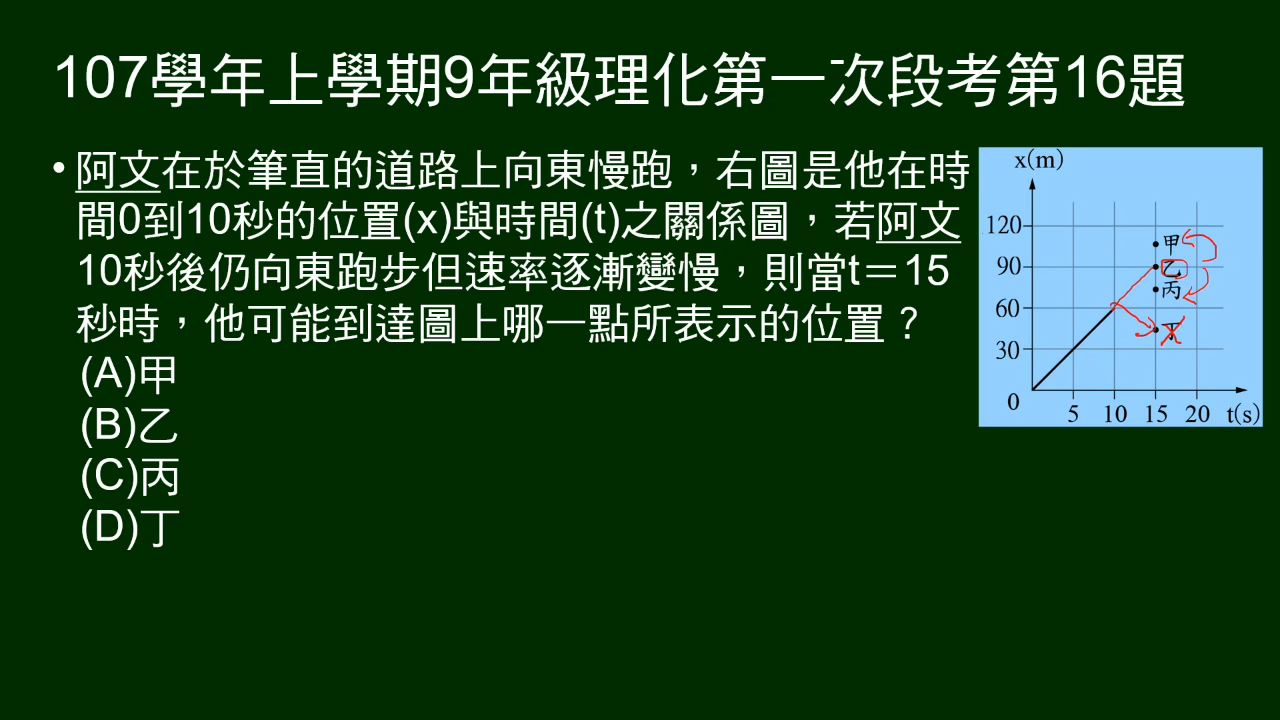 107學年上學期9年級理化第一次段考第16題
• 阿文在於筆直的道路上向東慢跑，右圖是他在時
間0到10秒的位置(x)與時間(t)之關係圖，若阿文
10秒後仍向東跑步但速率逐漸變慢，則當t＝15
秒時，他可能到達圖上哪一點所表示的位置？
(A)甲
(B)乙
(C)丙
(D)丁
x(m)
120
甲
90
乙
丙
60
丁
30
0
5 10 15 20 t(s)